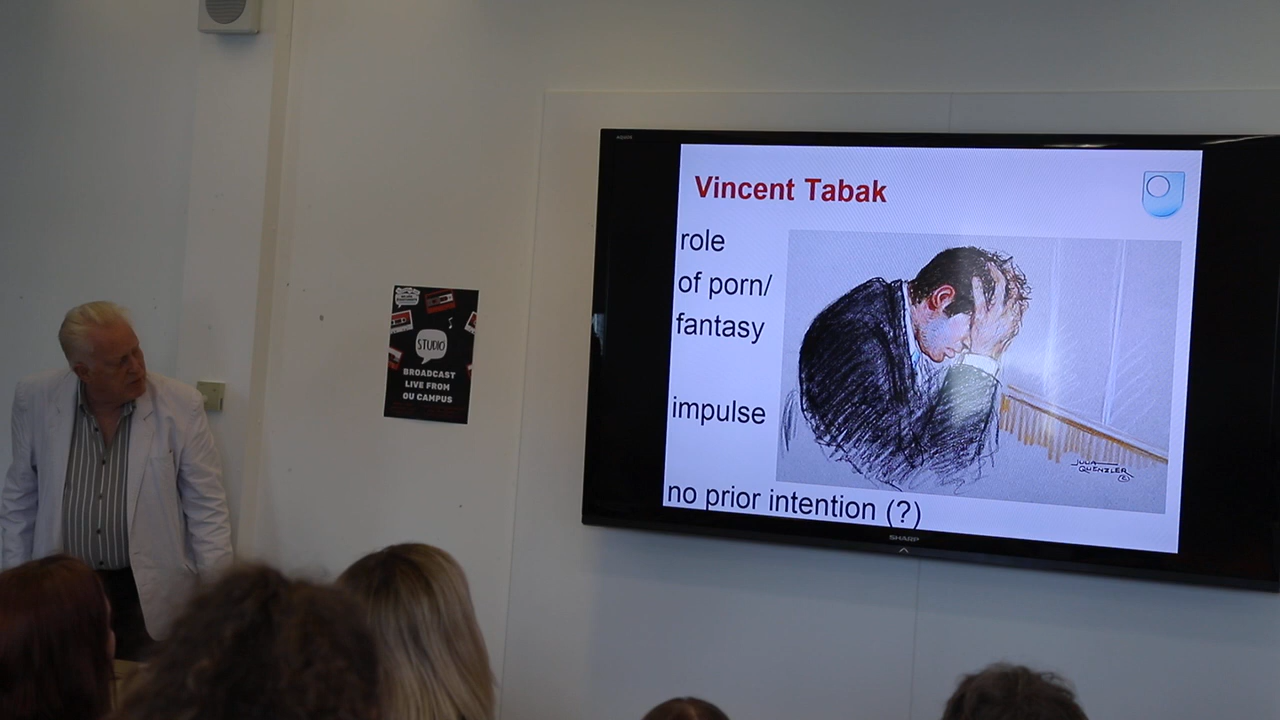 STUDIO
BROADCAST
LIVE FROM
OU CAMPUS
Vincent Tabak
role
of porn/
fantasy
impulse
no prior intention (?)
JULIA
QUENZLER
©
SHARP